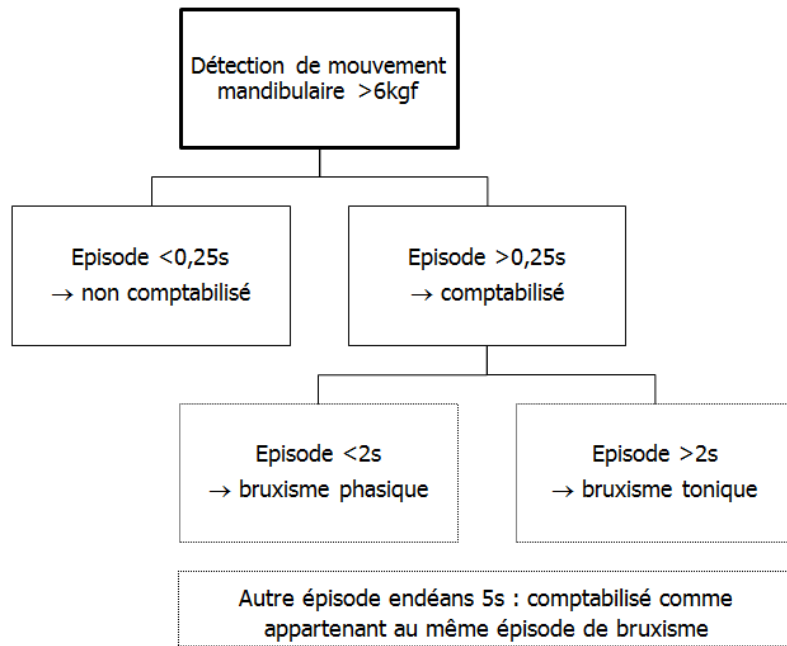 Détection de mouvement
mandibulaire >6kgf
Episode <0,25s
→ non comptabilisé
Episode >0,25s
→ comptabilisé
Episode <2s
→ bruxisme phasique
Episode >2s
→ bruxisme tonique
Autre épisode endéans 5s : comptabilisé comme
appartenant au même épisode de bruxisme